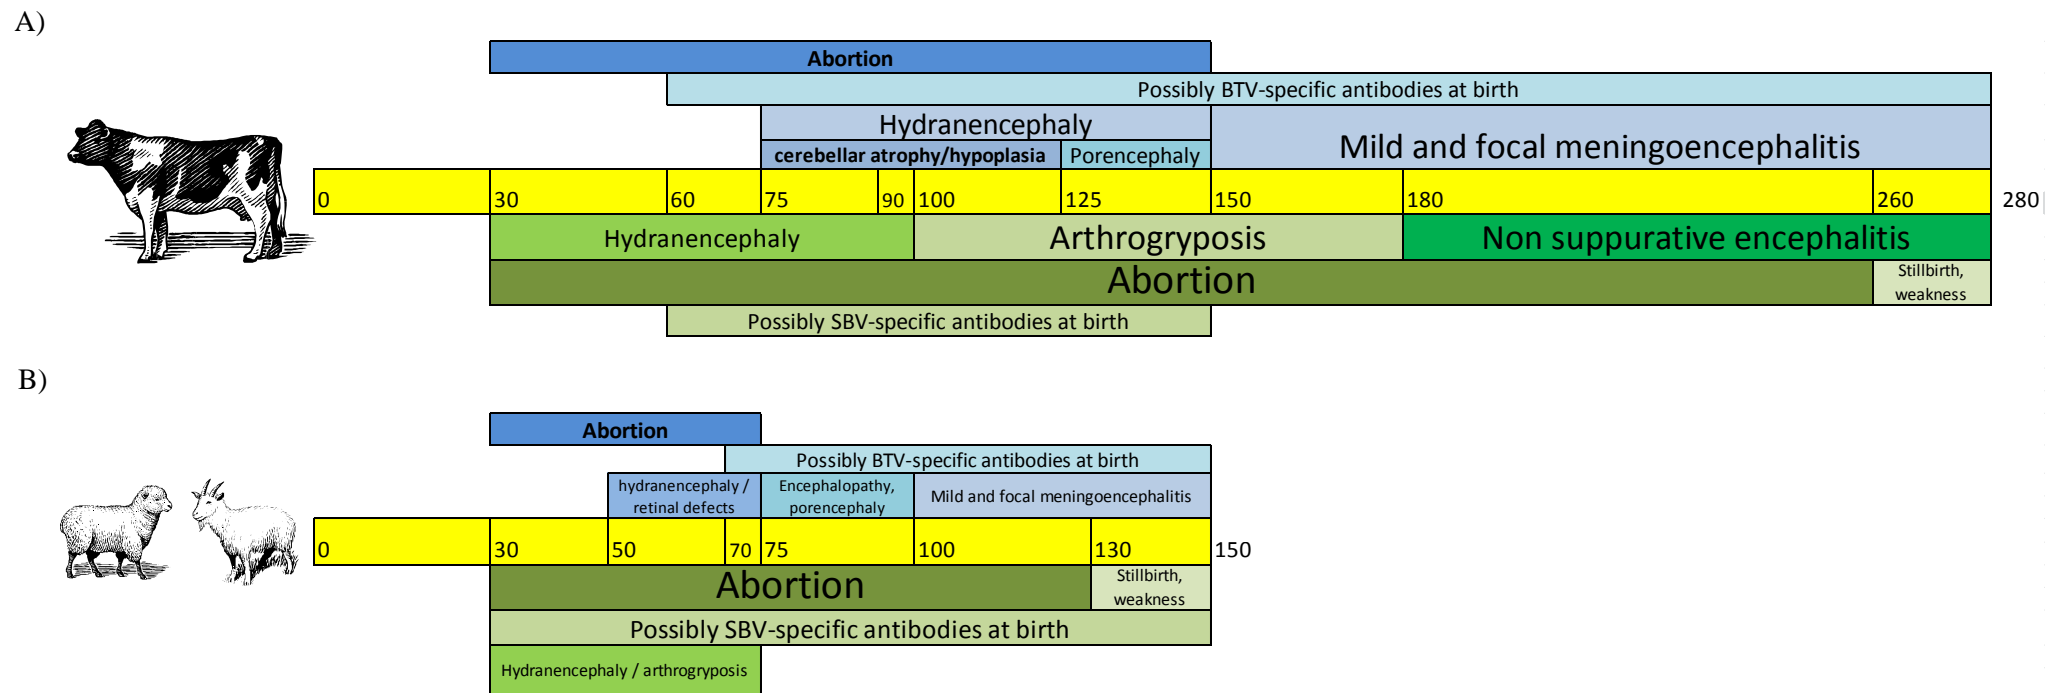 A)
Abortion
Possibly BTV-specific antibodies at birth
Hydranencephaly
cerebellar atrophy/hypoplasia Porencephaly Mild and focal meningoencephalitis
0 30 60 75 90 100 125 150 180 260 280
Hydranencephaly Arthrogryposis Non suppurative encephalitis
Abortion
Stillbirth,
weakness
Possibly SBV-specific antibodies at birth
B)
Abortion
Possibly BTV-specific antibodies at birth
hydranencephaly /
retinal defects
Encephalopathy,
porencephaly
Mild and focal meningoencephalitis
0 30 50 70 75 100 130 150
Abortion
Stillbirth,
weakness
Possibly SBV-specific antibodies at birth
Hydranencephaly / arthrogryposis